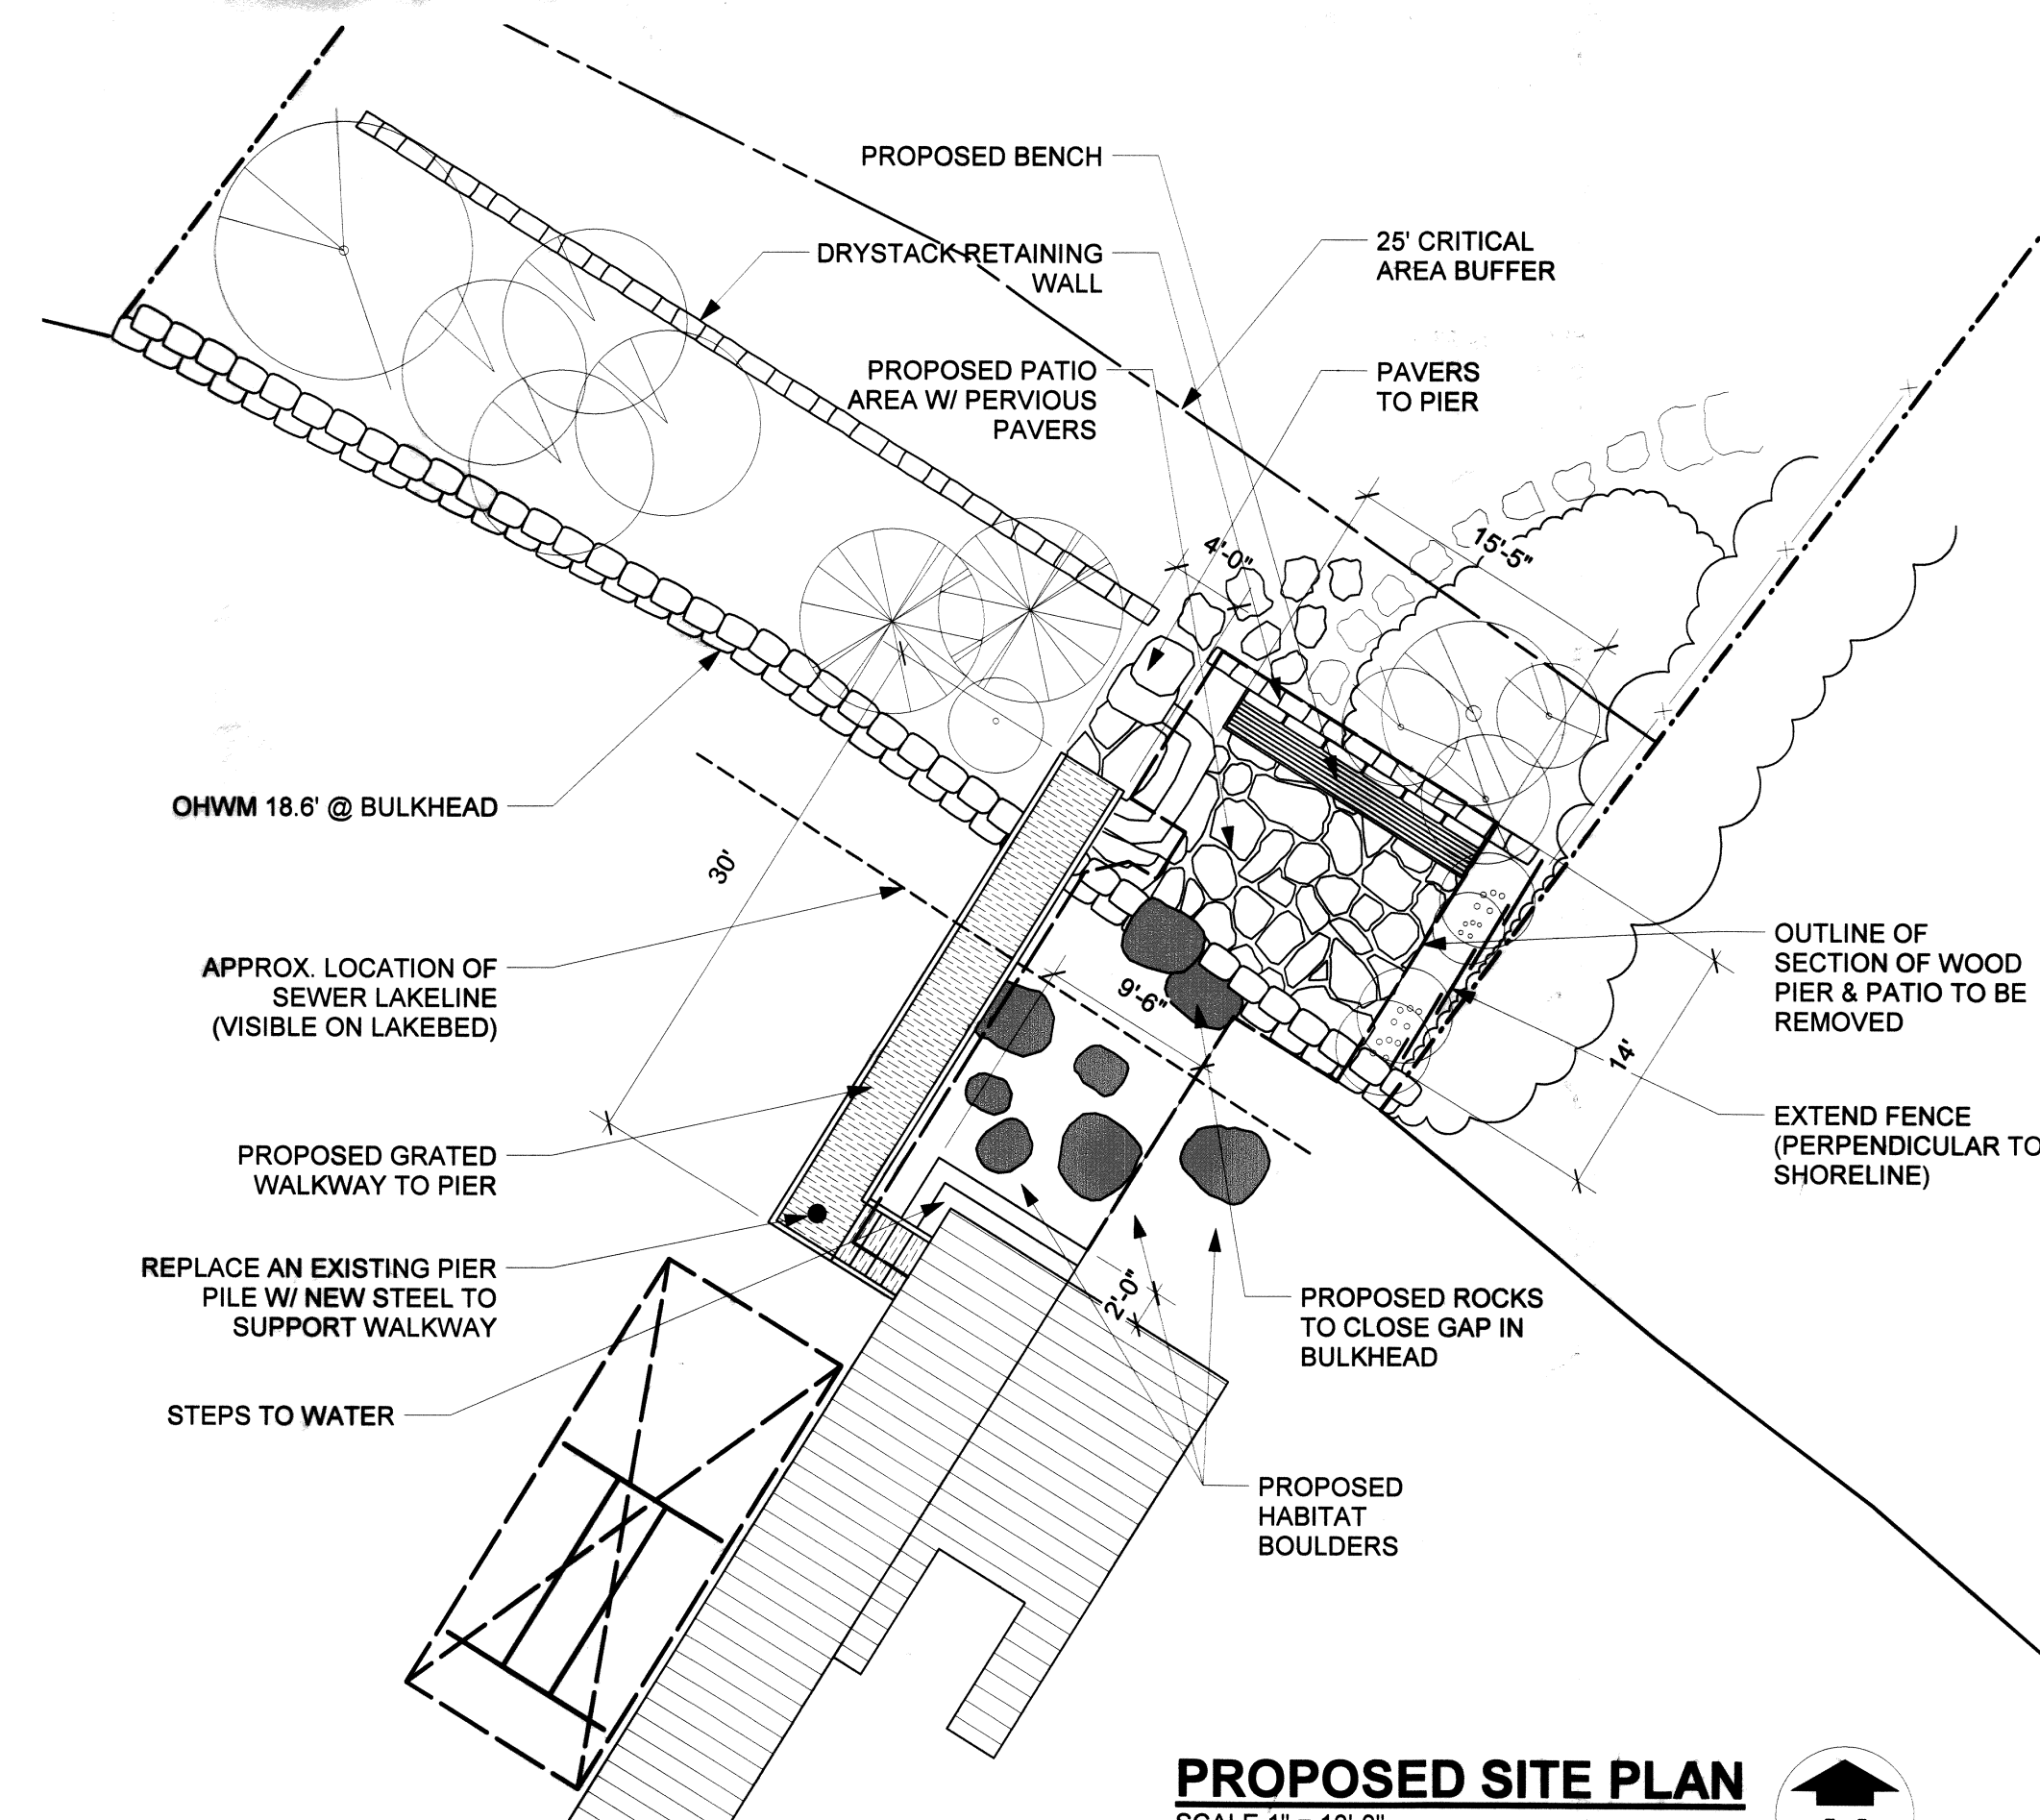 PROPOSED BENCH
DRYSTACK RETAINING
WALL
25' CRITICAL
AREA BUFFER
PROPOSED PATIO
AREA W/ PERVIOUS
PAVERS
PAVERS
TO PIER
4'-0"
15'-5"
OHWM 18.6' @ BULKHEAD
30'
APPROX. LOCATION OF
SEWER LAKELINE
(VISIBLE ON LAKEBED)
9'-6"
OUTLINE OF
SECTION OF WOOD
PIER & PATIO TO BE
REMOVED
14'
EXTEND FENCE
(PERPENDICULAR TO
SHORELINE)
PROPOSED GRATED
WALKWAY TO PIER
REPLACE AN EXISTING PIER
PILE W/ NEW STEEL TO
SUPPORT WALKWAY
2'-0"
PROPOSED ROCKS
TO CLOSE GAP IN
BULKHEAD
STEPS TO WATER
PROPOSED
HABITAT
BOULDERS
PROPOSED SITE PLAN